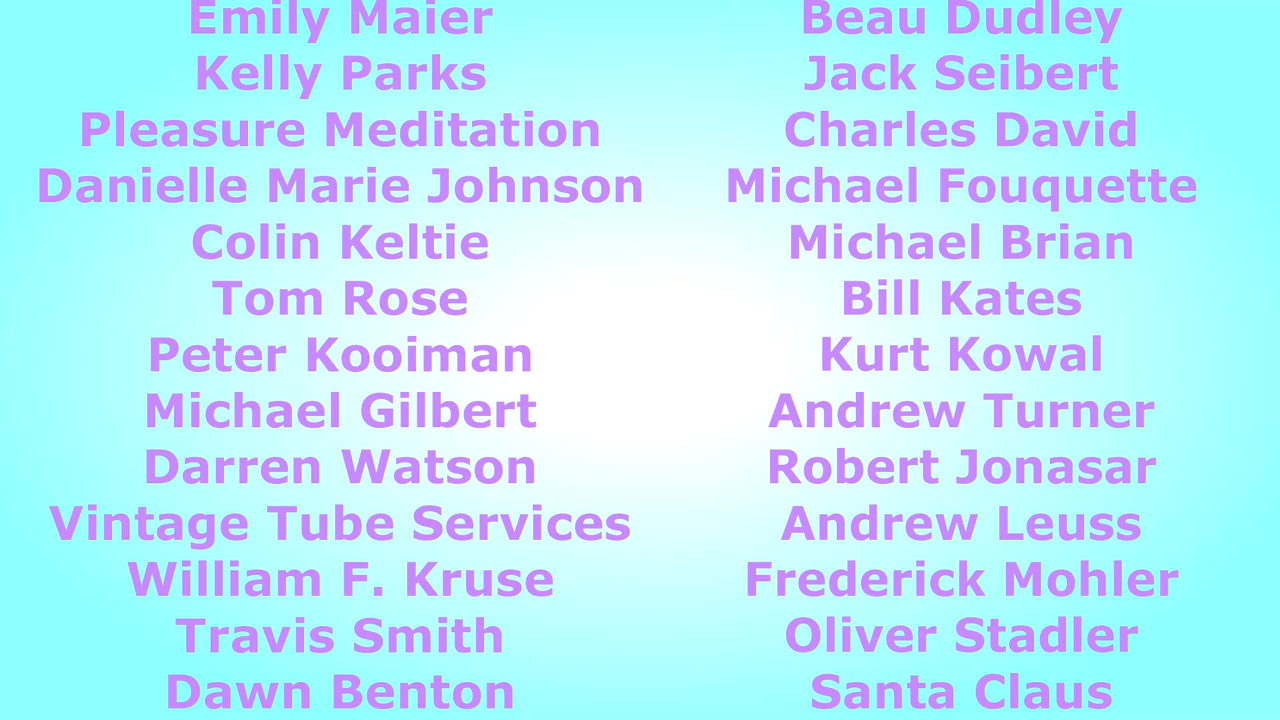 Emily Maier
Kelly Parks
Pleasure Meditation
Danielle Marie Johnson
Colin Keltie
Tom Rose
Peter Kooiman
Michael Gilbert
Darren Watson
Vintage Tube Services
William F. Kruse
Travis Smith
Dawn Benton
Beau Dudley
Jack Seibert
Charles David
Michael Fouquette
Michael Brian
Bill Kates
Kurt Kowal
Andrew Turner
Robert Jonasar
Andrew Leuss
Frederick Mohler
Oliver Stadler
Santa Claus